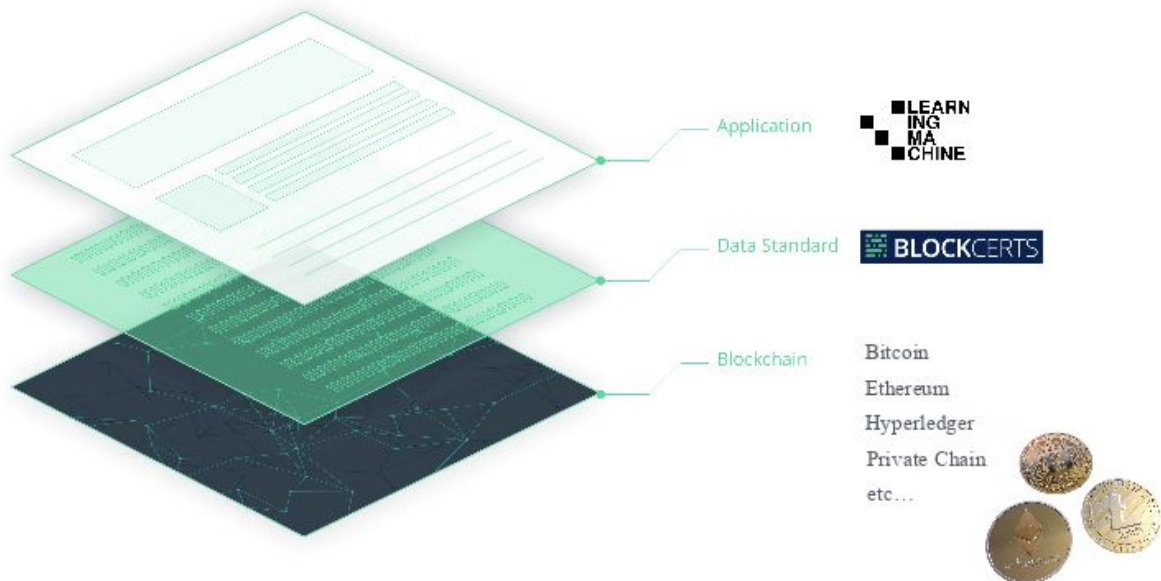 Application
LEARN
ING
MA
CHINE
Data Standard
BLOCKCERTS
Blockchain
Bitcoin
Ethereum
Hyperledger
Private Chain
etc...